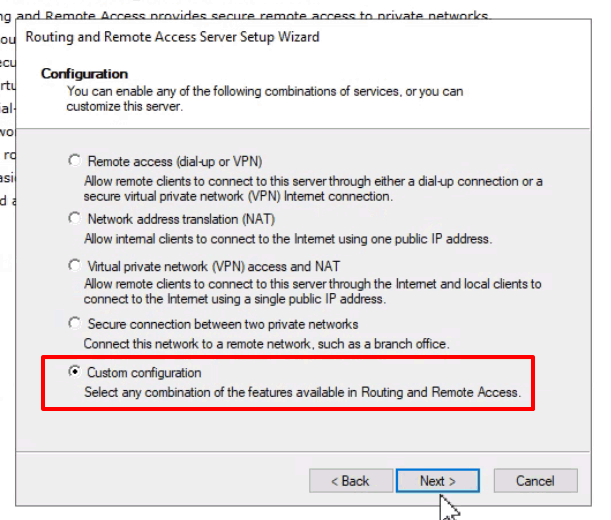 ng and Remote Access provides secure remote access to private networks.
Routing and Remote Access Server Setup Wizard
Configuration
You can enable any of the following combinations of services, or you can
customize this server.
Remote access (dial-up or VPN)
Allow remote clients to connect to this server through either a dial-up connection or a
secure virtual private network (VPN) Internet connection.
Network address translation (NAT)
Allow internal clients to connect to the Internet using one public IP address.
Virtual private network (VPN) access and NAT
Allow remote clients to connect to this server through the Internet and local clients to
connect to the Internet using a single public IP address.
Secure connection between two private networks
Connect this network to a remote network, such as a branch office.
Custom configuration
Select any combination of the features available in Routing and Remote Access.
< Back Next > Cancel